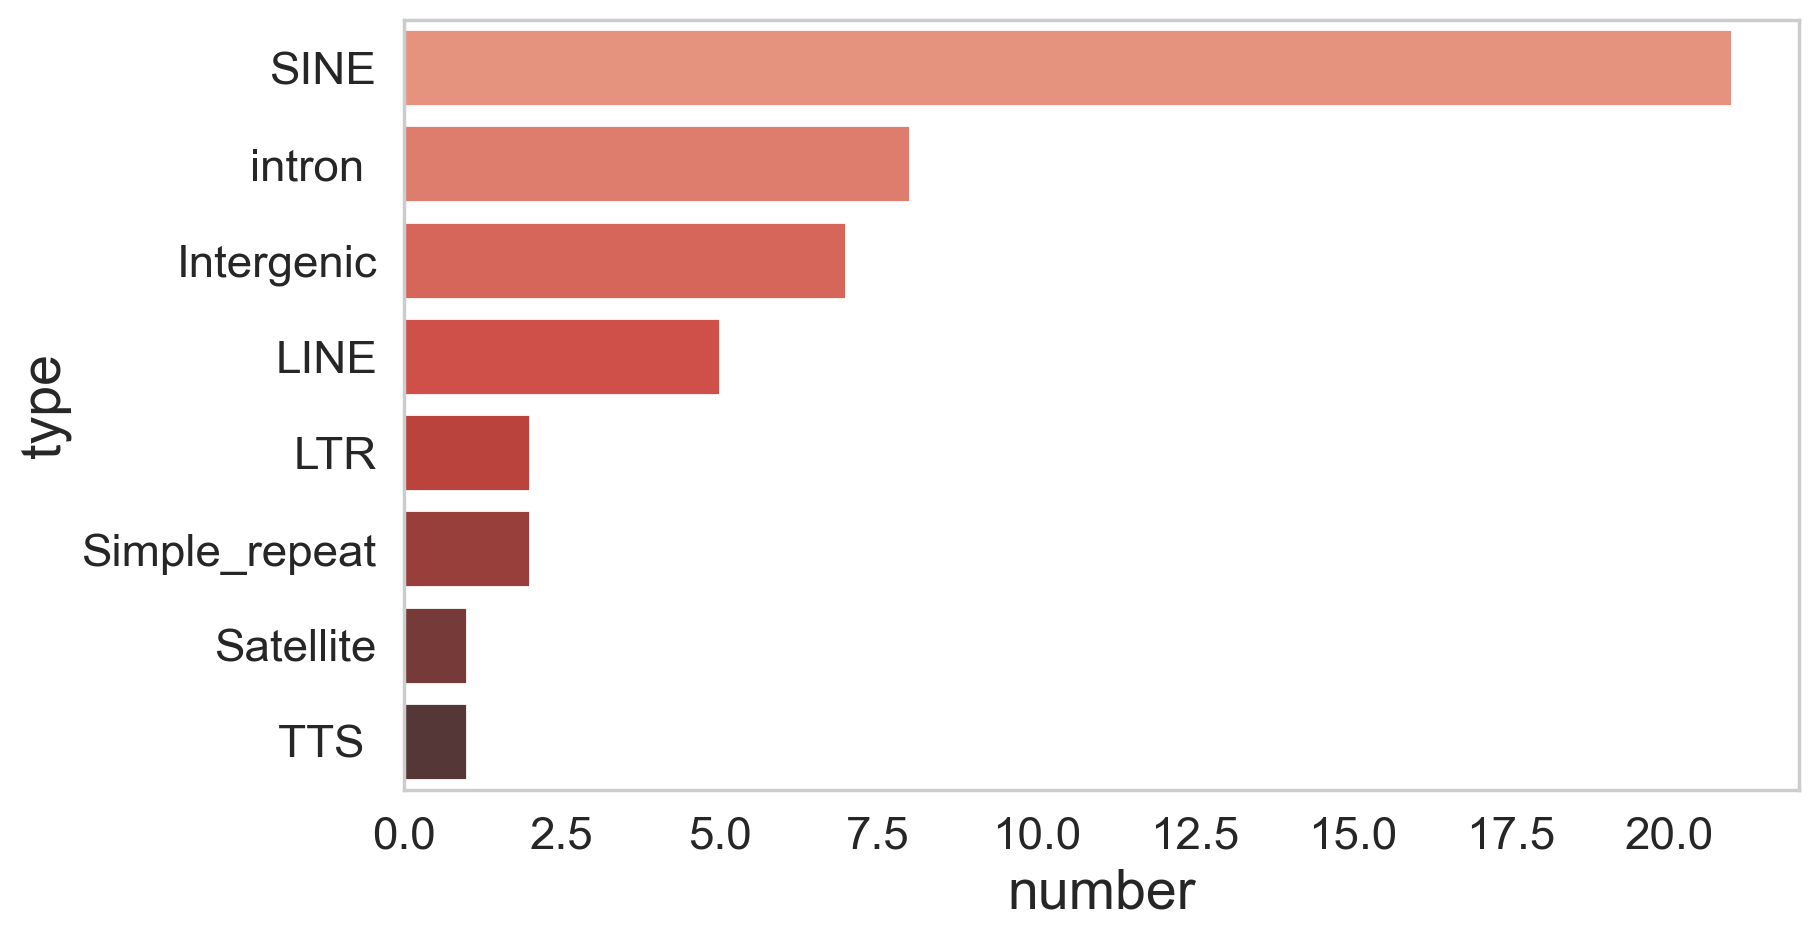 SINE
intron
Intergenic
LINE
LTR
Simple_repeat
Satellite
TTS
type
0.0 2.5 5.0 7.5 10.0 12.5 15.0 17.5 20.0
number